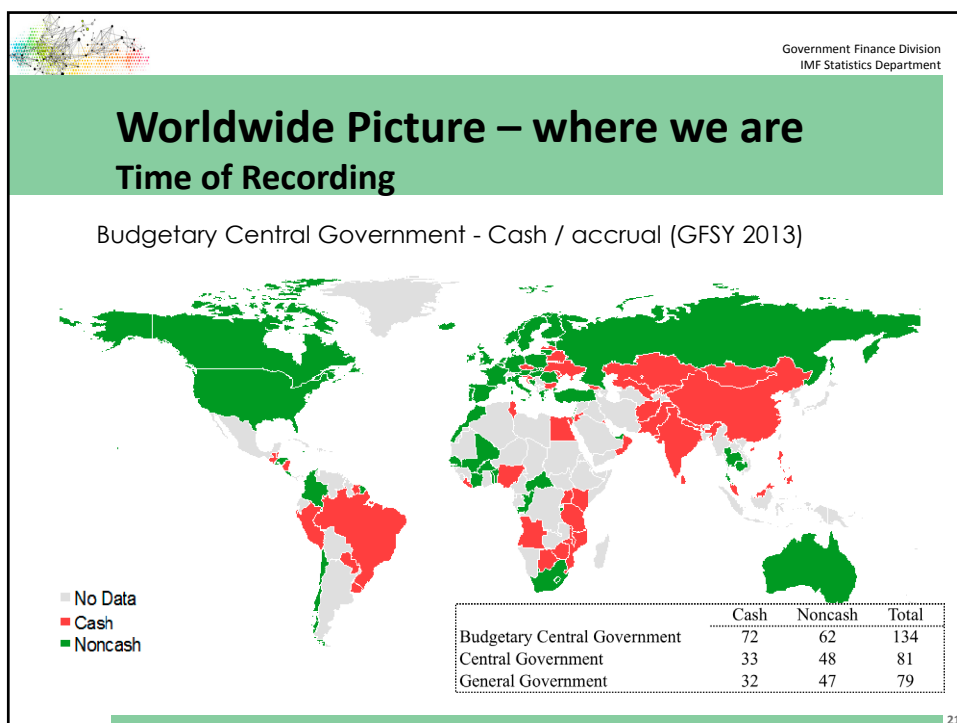 Government Finance Division
IMF Statistics Department
Worldwide Picture – where we are
Time of Recording
Budgetary Central Government - Cash / accrual (GFSY 2013)
No Data
Cash
Noncash
Cash Noncash Total
Budgetary Central Government 72 62 134
Central Government 33 48 81
General Government 32 47 79
21